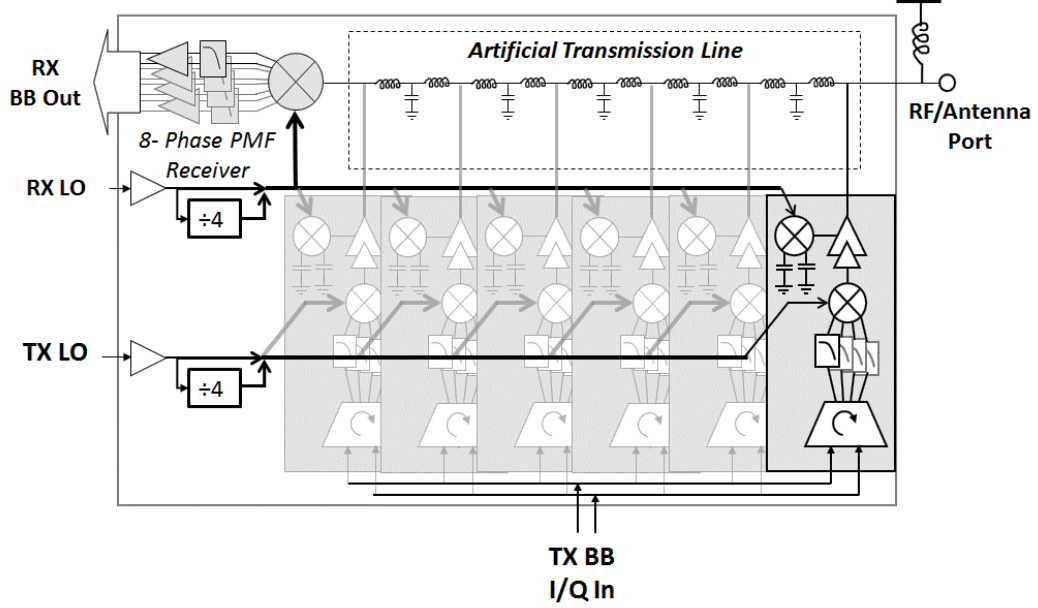 Artificial Transmission Line
RX
BB Out
RF/Antenna
Port
8- Phase PMF
Receiver
RX LO
÷4
TX LO
÷4
TX BB
I/Q In